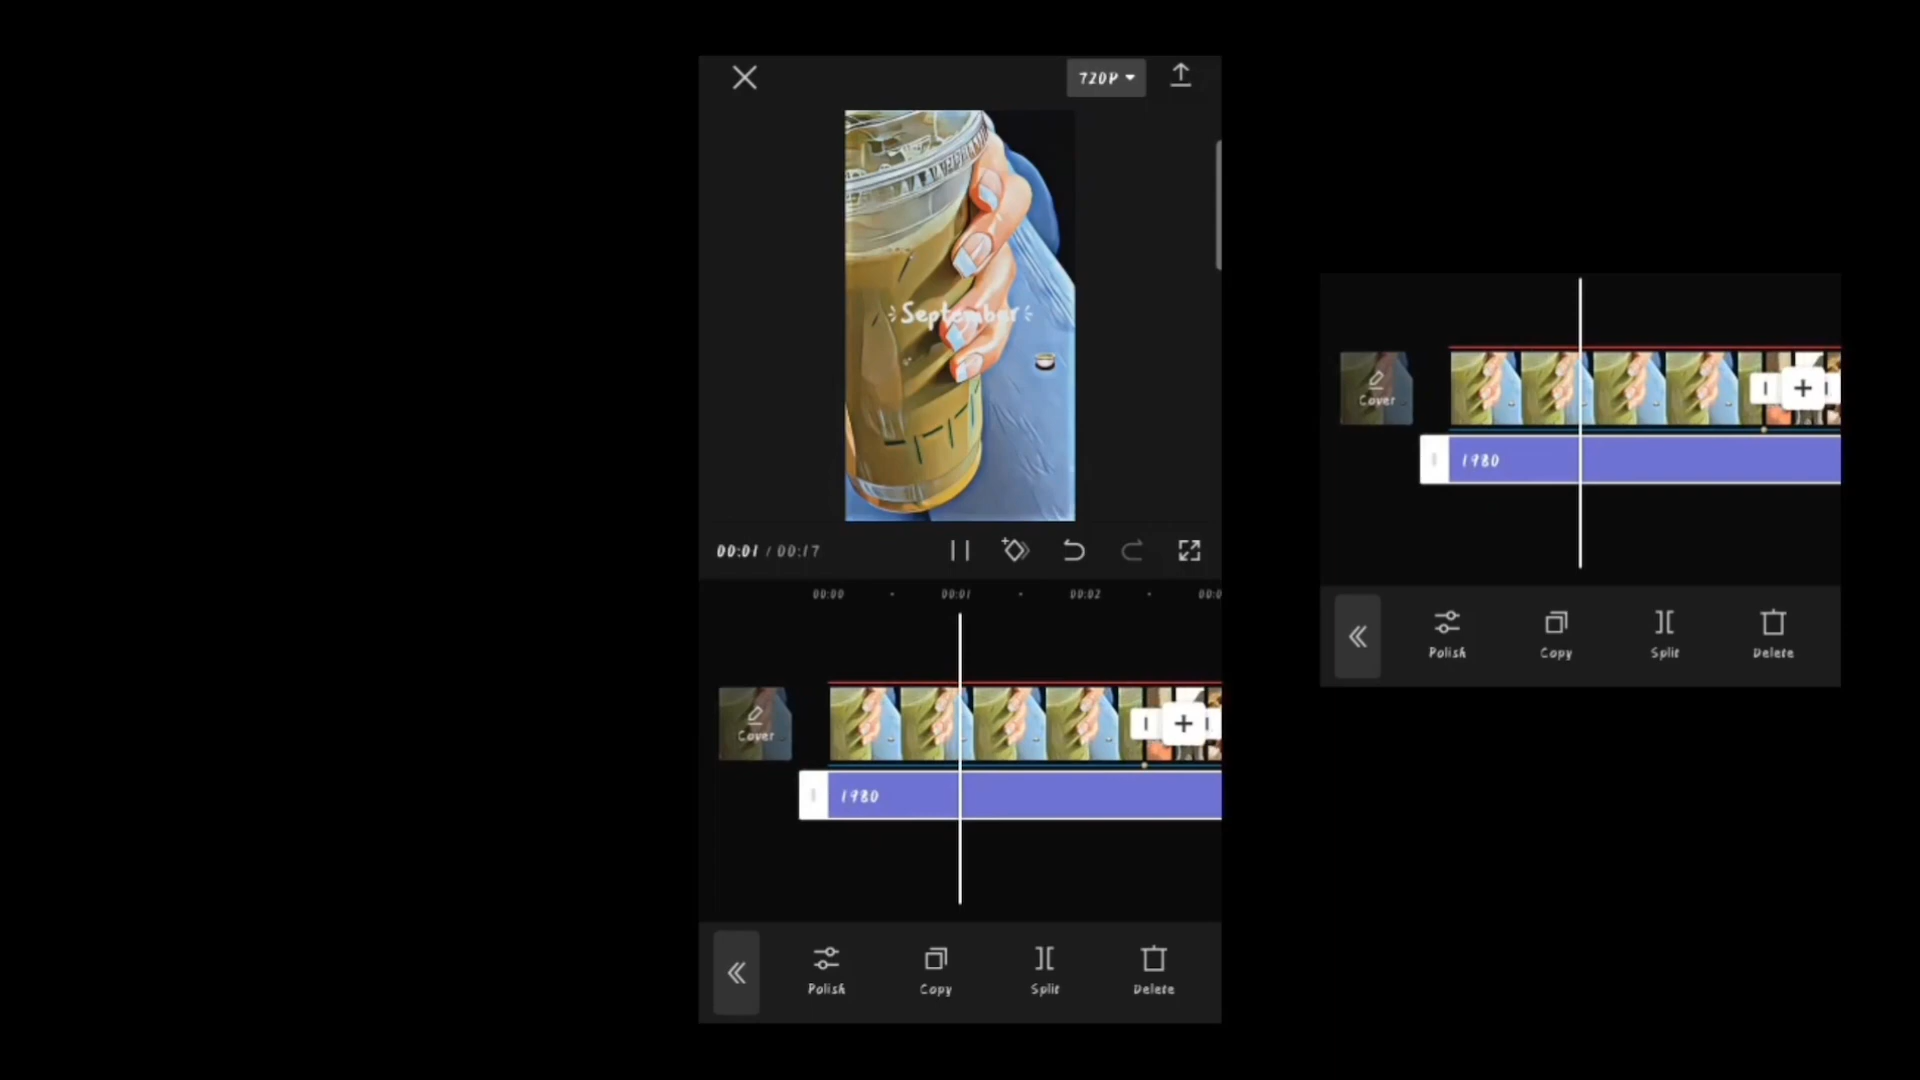 720P
September
00:01 / 00:17
00:00
00:01
00:02
Cover
1980
Polish
Copy
Split
Delete
Cover
1980
Polish
Copy
Split
Delete